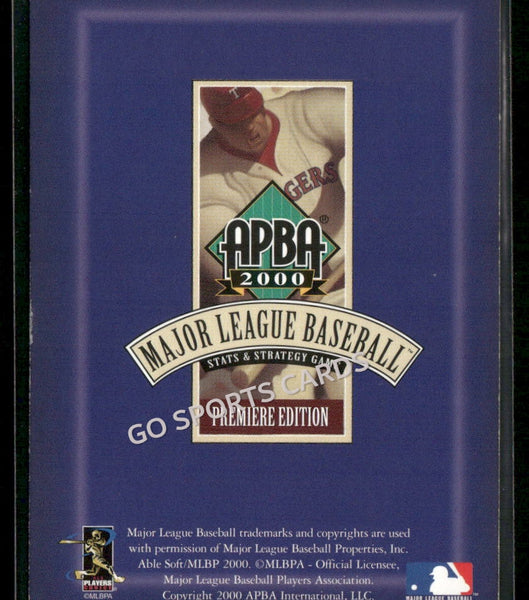 T
GERS
APBA®
2000
MAJOR LEAGUE BASEBALL™
STATS & STRATEGY GAME
GO SPORTS CARDS
PREMIERE EDITION
Major League Baseball trademarks and copyrights are used
with permission of Major League Baseball Properties, Inc.
Able Soft/MLBP 2000. ©MLBPA - Official Licensee,
Major League Baseball Players Association.
Copyright 2000 APBA International, LLC.
PLAYERS
CHOICE
©MLBPA
MAJOR LEAGUE BASEBALL